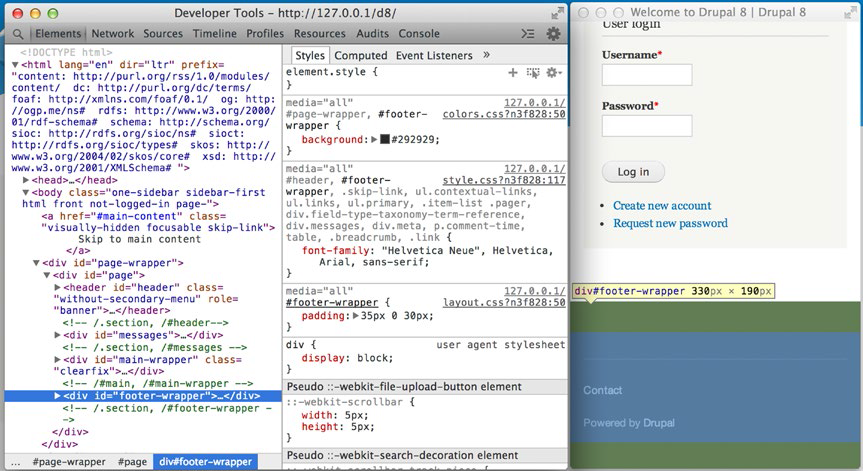 Developer Tools - http://127.0.0.1/d8/
Elements Network Sources Timeline Profiles Resources Audits Console
<!DOCTYPE html>
▼<html lang="en" dir="ltr" prefix=
"content: http://purl.org/rss/1.0/modules/
content/  dc: http://purl.org/dc/terms/
foaf: http://xmlns.com/foaf/0.1/  og: http:
//ogp.me/ns#  rdfs: http://www.w3.org/2000/
01/rdf-schema#  schema: http://schema.org/
sioc: http://rdfs.org/sioc/ns#  sioct:
http://rdfs.org/sioc/types#  skos: http://
www.w3.org/2004/02/skos/core#  xsd: http://
www.w3.org/2001/XMLSchema# ">
▶<head>…</head>
▼<body class="one-sidebar sidebar-first
html front not-logged-in page-">
<a href="#main-content" class=
"visually-hidden focusable skip-link">
Skip to main content
</a>
▼<div id="page-wrapper">
▼<div id="page">
▶<header id="header" class=
"without-secondary-menu" role=
"banner">…</header>
<!-- /.section, /#header-->
▶<div id="messages">…</div>
<!-- /.section, /#messages -->
▶<div id="main-wrapper" class=
"clearfix">…</div>
<!-- /#main, /#main-wrapper -->
▶<div id="footer-wrapper">…</div>
<!-- /.section, /#footer-wrapper -
->
</div>
</div>
... #page-wrapper #page div#footer-wrapper
Styles Computed Event Listeners »
element.style {
}
media="all" 127.0.0.1/
#page-wrapper, #footer- colors.css?n3f828:50
wrapper {
background:▶#292929;
}
media="all" 127.0.0.1/
#header, #footer- style.css?n3f828:117
wrapper, .skip-link, ul.contextual-links,
ul.links, ul.primary, .item-list .pager,
div.field-type-taxonomy-term-reference,
div.messages, div.meta, p.comment-time,
table, .breadcrumb, .link {
font-family: "Helvetica Neue", Helvetica,
Arial, sans-serif;
}
media="all" 127.0.0.1/
#footer-wrapper { layout.css?n3f828:50
padding:▶35px 0 30px;
}
div { user agent stylesheet
display: block;
}
Pseudo ::-webkit-file-upload-button element
::-webkit-scrollbar {
width: 5px;
height: 5px;
}
Pseudo ::-webkit-search-decoration element
Welcome to Drupal 8 | Drupal 8
User login
Username*
Password*
Log in
• Create new account
• Request new password
div#footer-wrapper 330px × 190px
Contact
Powered by Drupal